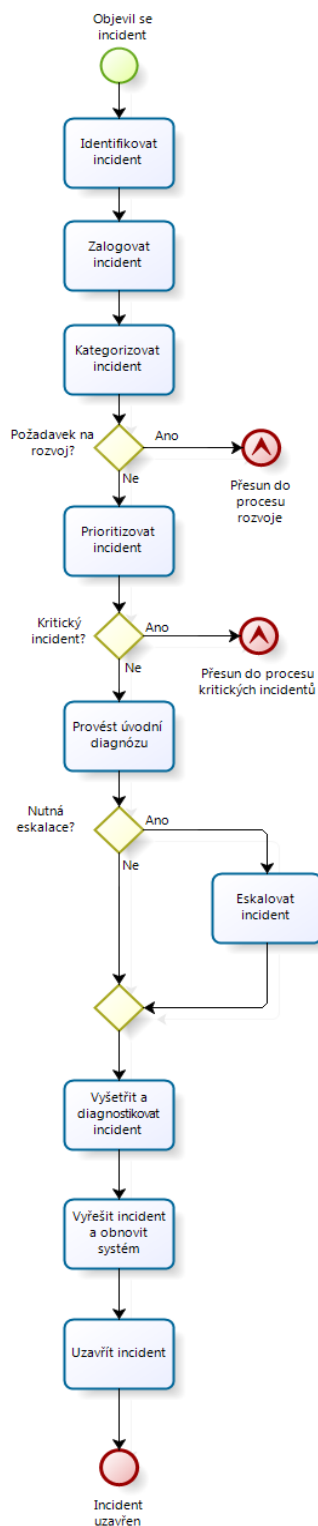 Objevil se
incident
Identifikovat
incident
Zalogovat
incident
Kategorizovat
incident
Požadavek na
rozvoj?
Ano
Ne
Přesun do
procesu
rozvoje
Prioritizovat
incident
Kritický
incident?
Ano
Ne
Přesun do procesu
kritických incidentů
Provést úvodní
diagnózu
Nutná
eskalace?
Ano
Ne
Eskalovat
incident
Vyšetřit a
diagnostikovat
incident
Vyřešit incident
a obnovit
systém
Uzavřít incident
Incident
uzavřen